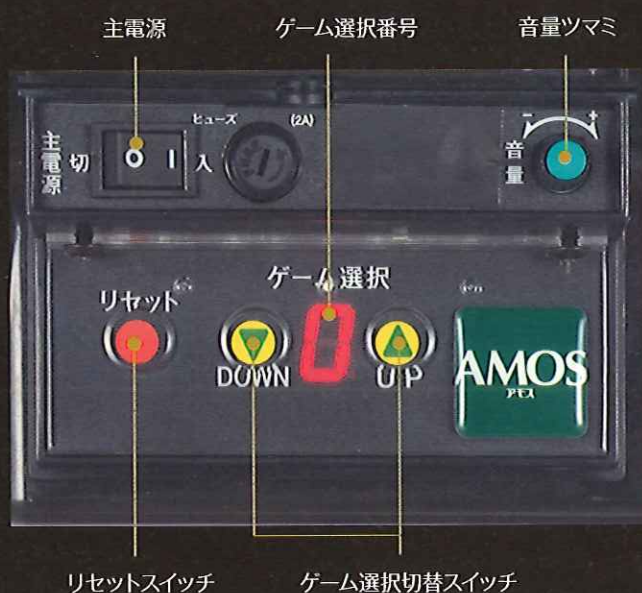 主電源 ゲーム選択番号 音量ツマミ
ヒューズ (2A)
主電源 切 O I 入
音量 - +
ゲーム選択
リセット
0
DOWN UP
AMOS
アモス
リセットスイッチ ゲーム選択切替スイッチ